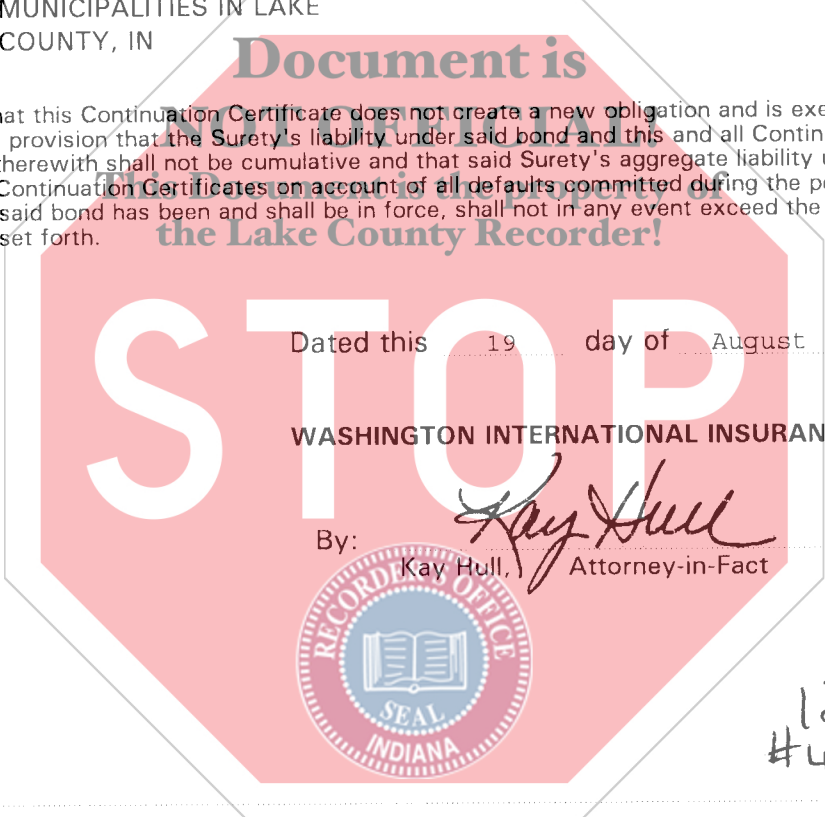 MUNICIPALITIES IN LAKE
COUNTY, IN
Document is
NOT OFFICIAL!
This Document is the property of
the Lake County Recorder!
at this Continuation Certificate does not create a new obligation and is exe
provision that the Surety's liability under said bond and this and all Contin
therewith shall not be cumulative and that said Surety's aggregate liability
Continuation Certificates on account of all defaults committed during the
said bond has been and shall be in force, shall not in any event exceed the
set forth.
STOP
Dated this 19 day of August
WASHINGTON INTERNATIONAL INSURAN
Kay Hull
By:
Kay Hull, Attorney-in-Fact
RECORDER'S OFFICE
SEAL
INDIANA